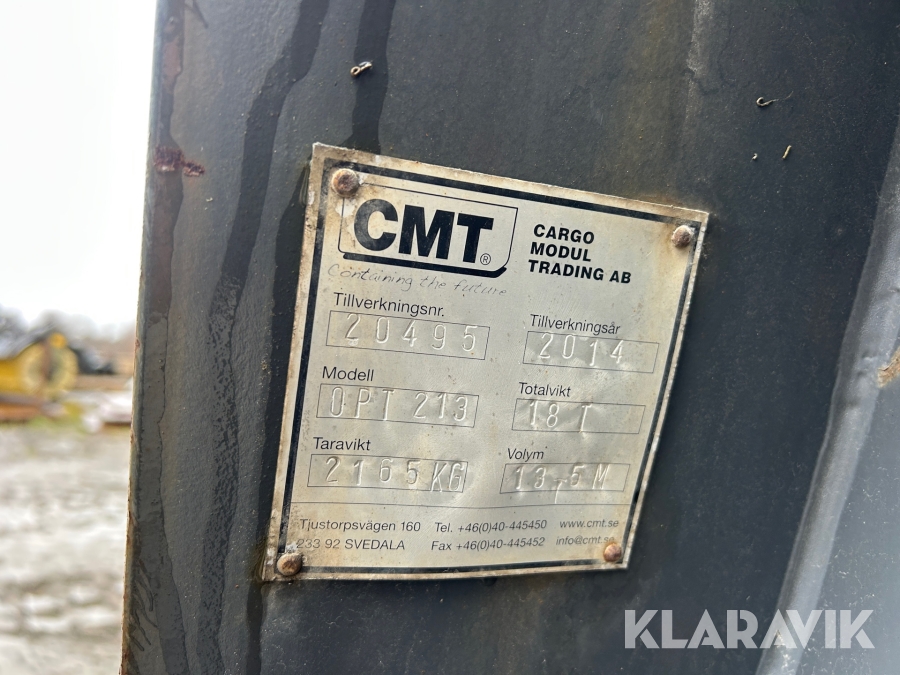 CMT®
CARGO
MODUL
TRADING AB
Containing the future
Tillverkningsnr.
20495
Tillverkningsår
2014
Modell
OPT 213
Totalvikt
18 T
Taravikt
2165KG
Volym
13,5 M
Tjustorpsvägen 160 Tel. +46(0)40-445450 www.cmt.se
233 92 SVEDALA Fax +46(0)40-445452 info@cmt.se
KLARAVIK